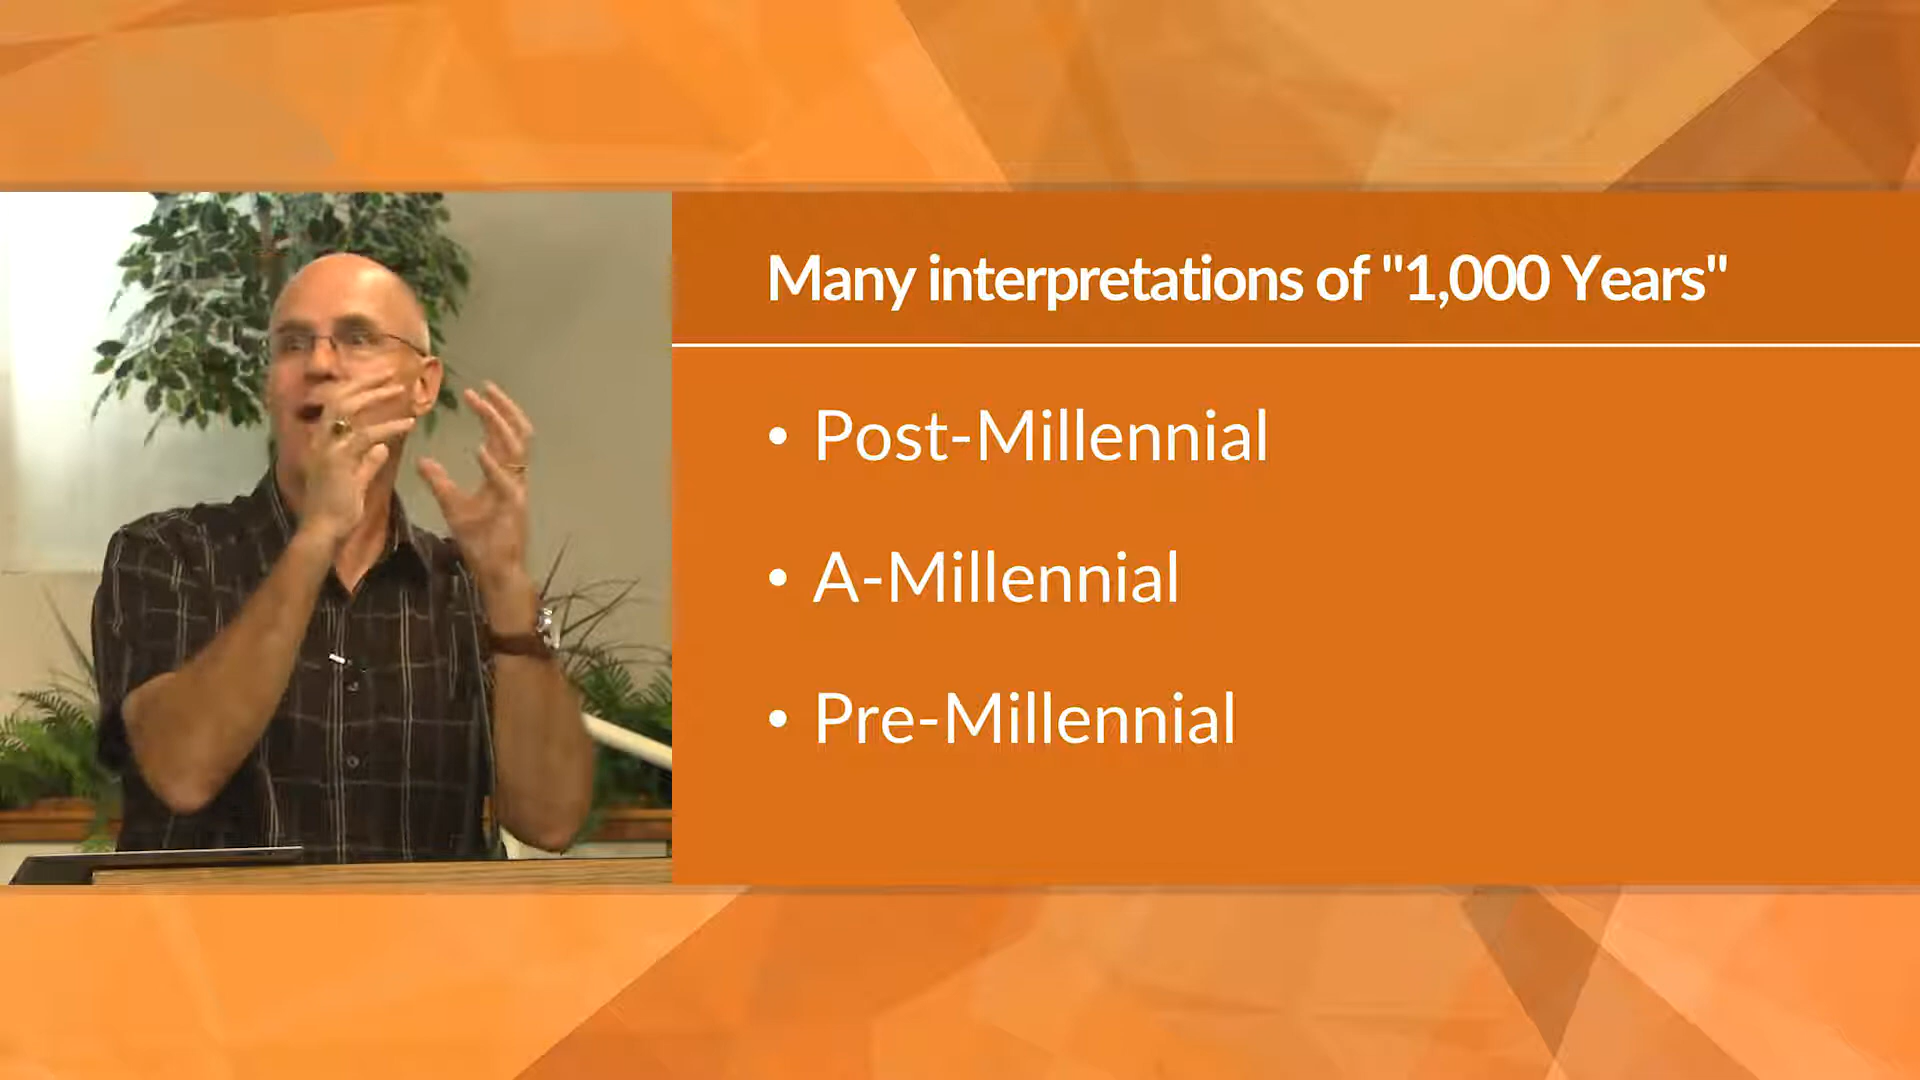 Many interpretations of "1,000 Years"
• Post-Millennial
• A-Millennial
• Pre-Millennial